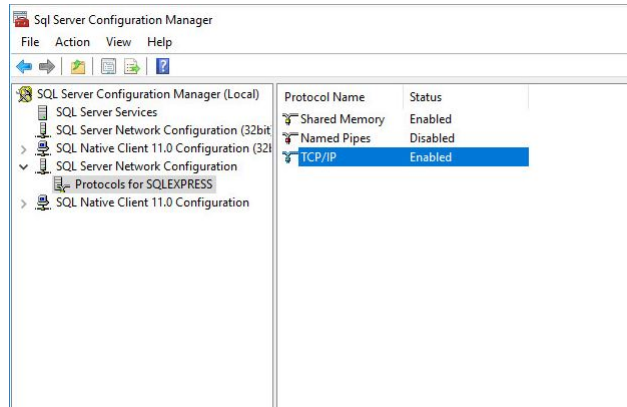 Sql Server Configuration Manager
File Action View Help
SQL Server Configuration Manager (Local)
SQL Server Services
SQL Server Network Configuration (32bit
SQL Native Client 11.0 Configuration (32
SQL Server Network Configuration
Protocols for SQLEXPRESS
SQL Native Client 11.0 Configuration
Protocol Name Status
Shared Memory Enabled
Named Pipes Disabled
TCP/IP Enabled